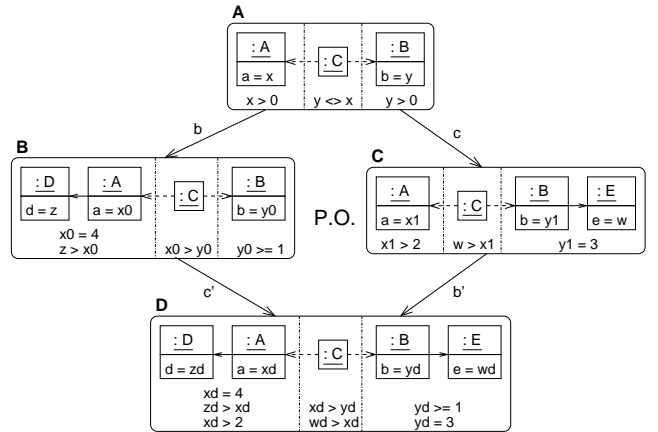 A
: A
: C
: B
a = x
b = y
x > 0
y <> x
y > 0
b
c
B
: D
: A
: C
: B
d = z
a = x0
b = y0
x0 = 4
z > x0
x0 > y0
y0 >= 1
P.O.
C
: A
: C
: B
: E
a = x1
b = y1
e = w
x1 > 2
w > x1
y1 = 3
c'
b'
D
: D
: A
: C
: B
: E
d = zd
a = xd
b = yd
e = wd
xd = 4
zd > xd
xd > 2
xd > yd
wd > xd
yd >= 1
yd = 3